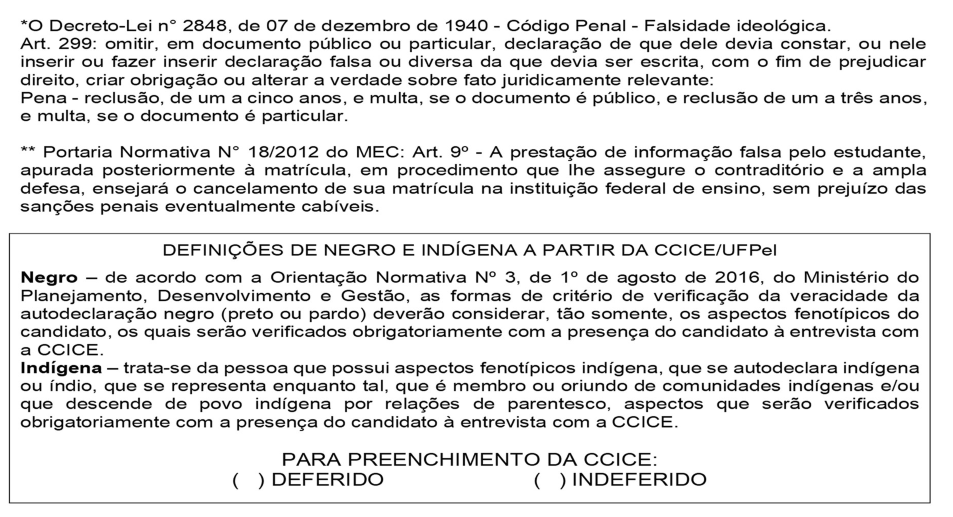 *O Decreto-Lei n° 2848, de 07 de dezembro de 1940 - Código Penal - Falsidade ideológica.
Art. 299: omitir, em documento público ou particular, declaração de que dele devia constar, ou nele
inserir ou fazer inserir declaração falsa ou diversa da que devia ser escrita, com o fim de prejudicar
direito, criar obrigação ou alterar a verdade sobre fato juridicamente relevante:
Pena - reclusão, de um a cinco anos, e multa, se o documento é público, e reclusão de um a três anos,
e multa, se o documento é particular.
** Portaria Normativa N° 18/2012 do MEC: Art. 9º - A prestação de informação falsa pelo estudante,
apurada posteriormente à matrícula, em procedimento que lhe assegure o contraditório e a ampla
defesa, ensejará o cancelamento de sua matrícula na instituição federal de ensino, sem prejuízo das
sanções penais eventualmente cabíveis.
DEFINIÇÕES DE NEGRO E INDÍGENA A PARTIR DA CCICE/UFPel
Negro – de acordo com a Orientação Normativa Nº 3, de 1º de agosto de 2016, do Ministério do
Planejamento, Desenvolvimento e Gestão, as formas de critério de verificação da veracidade da
autodeclaração negro (preto ou pardo) deverão considerar, tão somente, os aspectos fenotípicos do
candidato, os quais serão verificados obrigatoriamente com a presença do candidato à entrevista com
a CCICE.
Indígena – trata-se da pessoa que possui aspectos fenotípicos indígena, que se autodeclara indígena
ou índio, que se representa enquanto tal, que é membro ou oriundo de comunidades indígenas e/ou
que descende de povo indígena por relações de parentesco, aspectos que serão verificados
obrigatoriamente com a presença do candidato à entrevista com a CCICE.
PARA PREENCHIMENTO DA CCICE:
( ) DEFERIDO ( ) INDEFERIDO